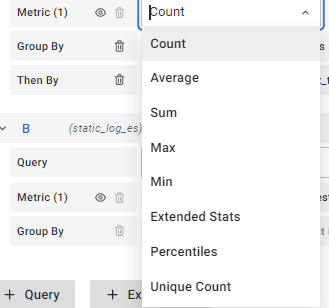 Metric (1)
Count
Group By
Count
Then By
Average
Sum
B
(static_log_es)
Max
Query
Min
Metric (1)
Extended Stats
Group By
Percentiles
+ Query
+ Ex
Unique Count